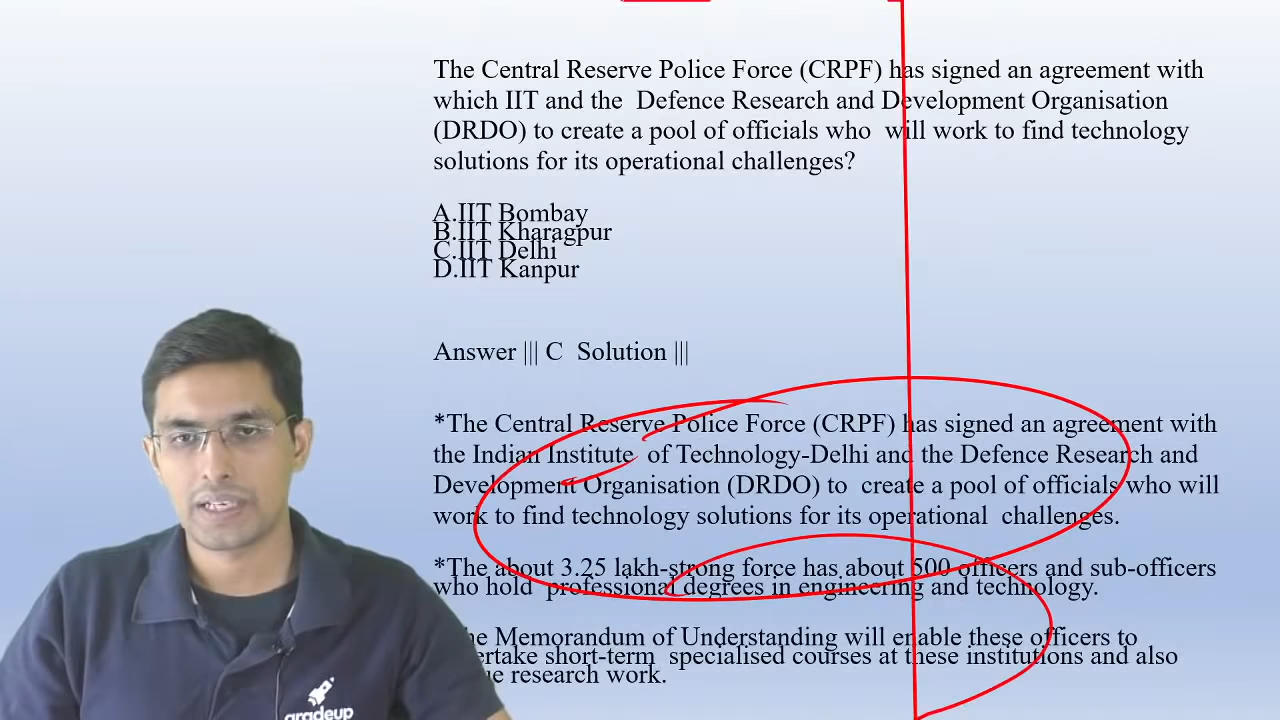 The Central Reserve Police Force (CRPF) has signed an agreement with
which IIT and the Defence Research and Development Organisation
(DRDO) to create a pool of officials who will work to find technology
solutions for its operational challenges?
A.IIT Bombay
B.IIT Kharagpur
C.IIT Delhi
D.IIT Kanpur
Answer ||| C Solution |||
*The Central Reserve Police Force (CRPF) has signed an agreement with
the Indian Institute of Technology-Delhi and the Defence Research and
Development Organisation (DRDO) to create a pool of officials who will
work to find technology solutions for its operational challenges.
*The about 3.25 lakh-strong force has about 500 officers and sub-officers
who hold professional degrees in engineering and technology.
Memorandum of Understanding will enable these officers to
short-term specialised courses at these institutions and also
research work.
gradeup